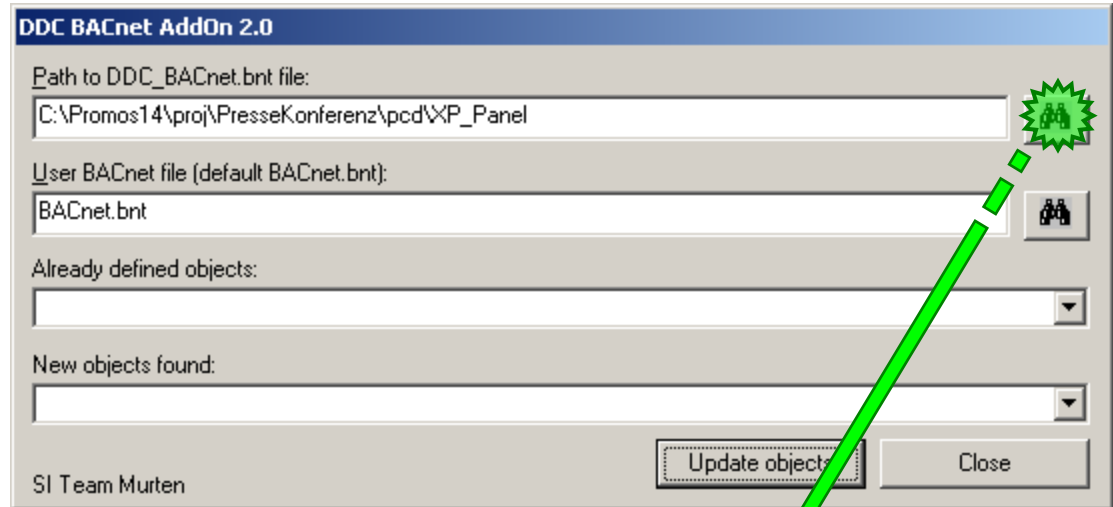 DDC BACnet AddOn 2.0
Path to DDC_BACnet.bnt file:
C:\Promos14\proj\PresseKonferenz\pcd\XP_Panel
User BACnet file (default BACnet.bnt):
BACnet.bnt
Already defined objects:
New objects found:
Update objects
Close
SI Team Murten